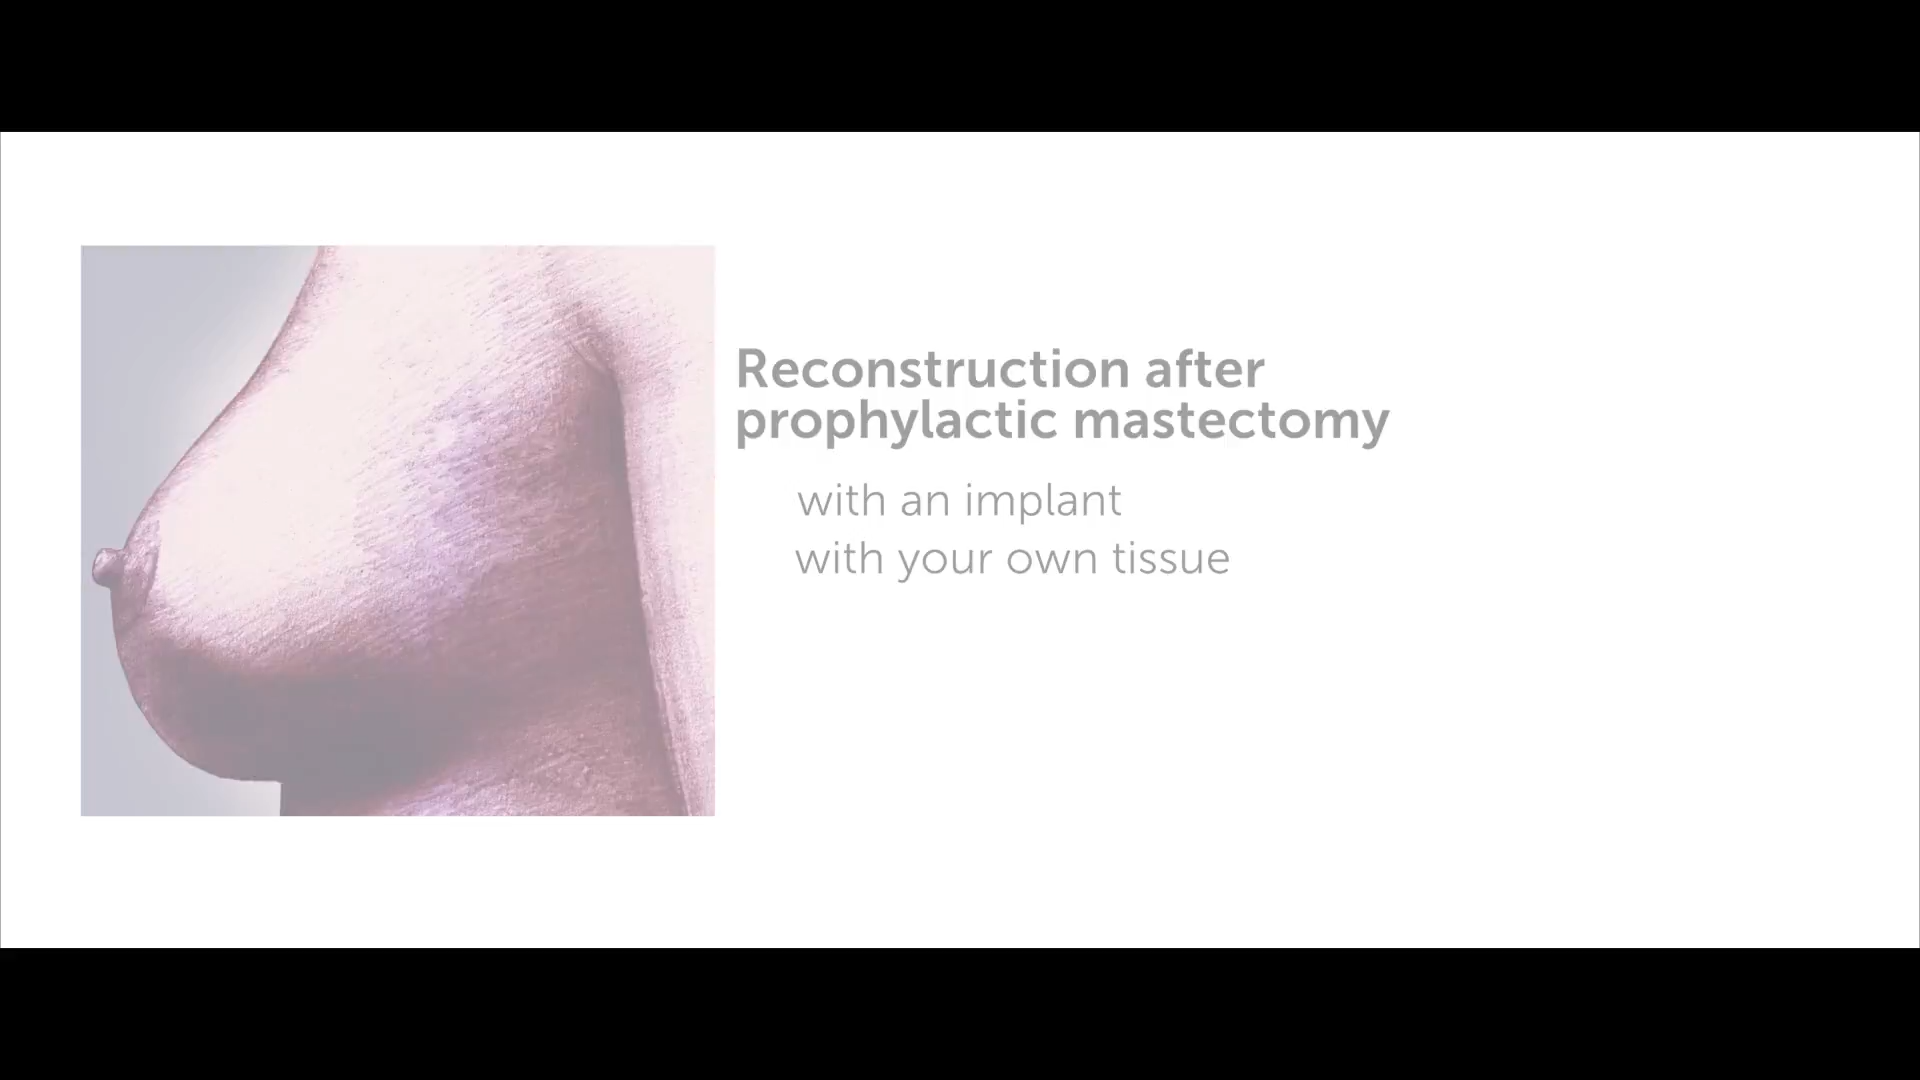 Reconstruction after
prophylactic mastectomy
with an implant
with your own tissue